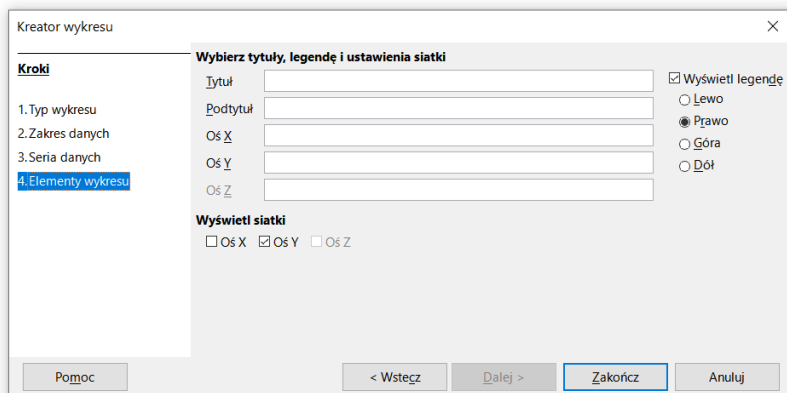 Kreator wykresu
Kroki
1.Typ wykresu
2.Zakres danych
3.Seria danych
4.Elementy wykresu
Wybierz tytuły, legendę i ustawienia siatki
Tytuł
Podtytuł
Oś X
Oś Y
Oś Z
Wyświetl legendę
Lewo
Prawo
Góra
Dół
Wyświetl siatki
Oś X Oś Y Oś Z
Pomoc < Wstecz Dalej > Zakończ Anuluj